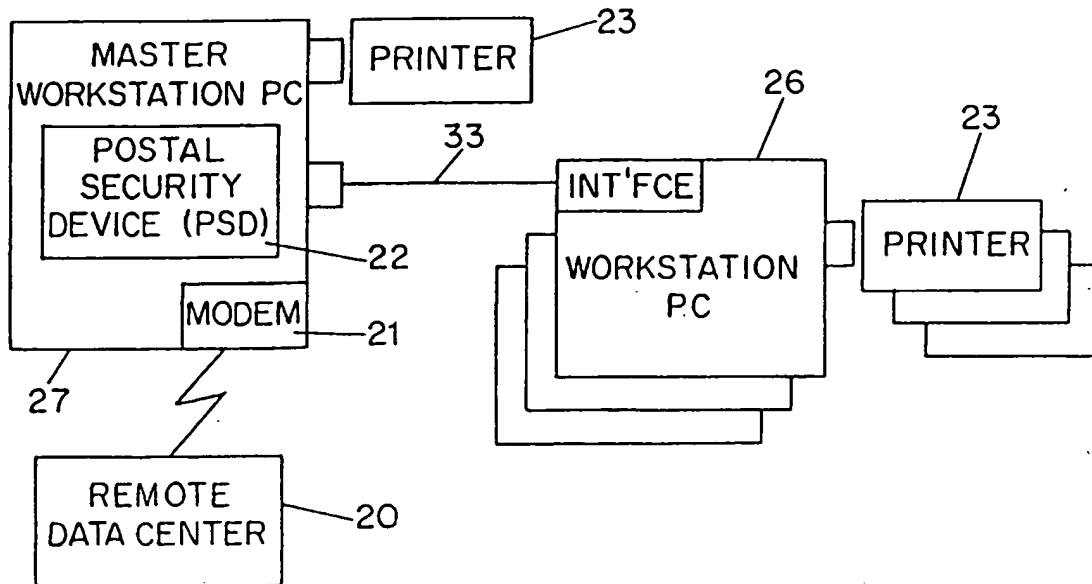 MASTER
WORKSTATION PC
POSTAL
SECURITY
DEVICE (PSD)
22
MODEM
21
27
PRINTER
23
33
26
INT'FCE
WORKSTATION
PC
23
PRINTER
REMOTE
DATA CENTER
20